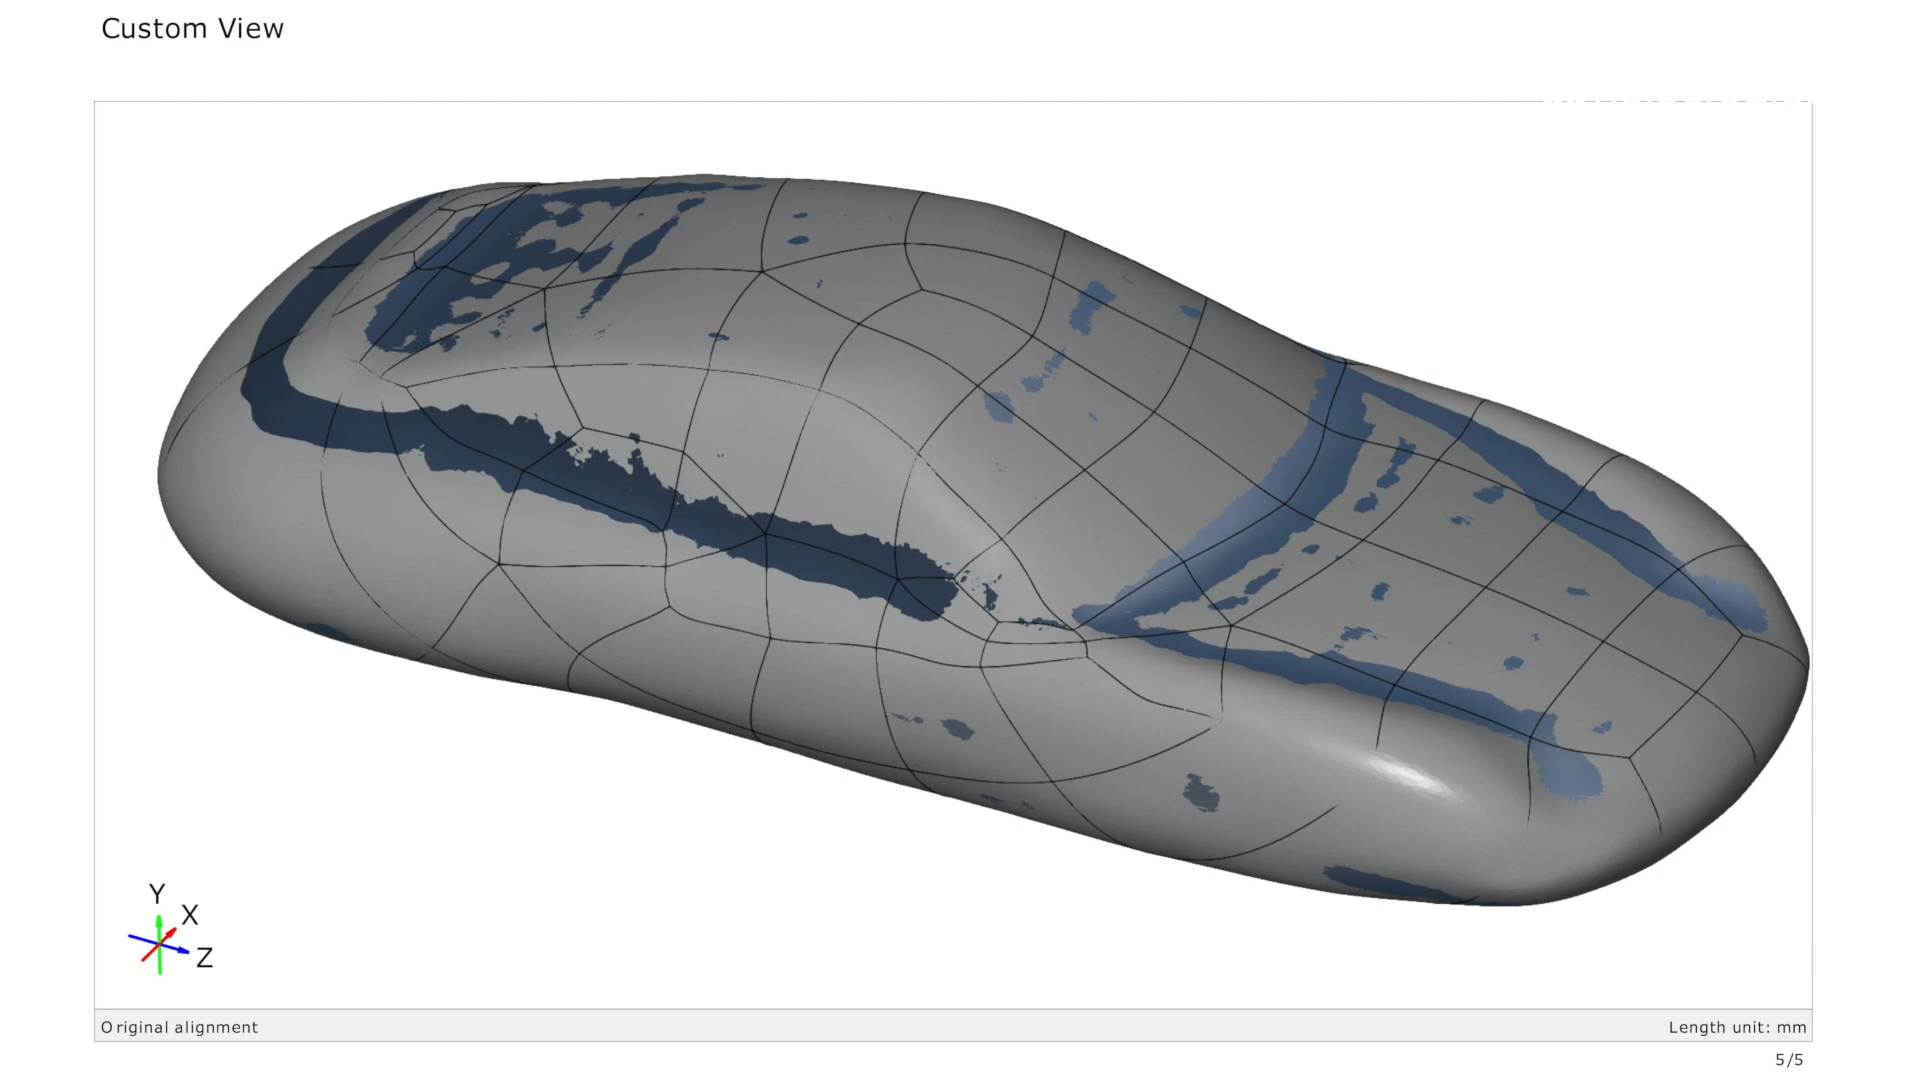 Custom View
Y
X
Z
Original alignment
Length unit: mm
5/5